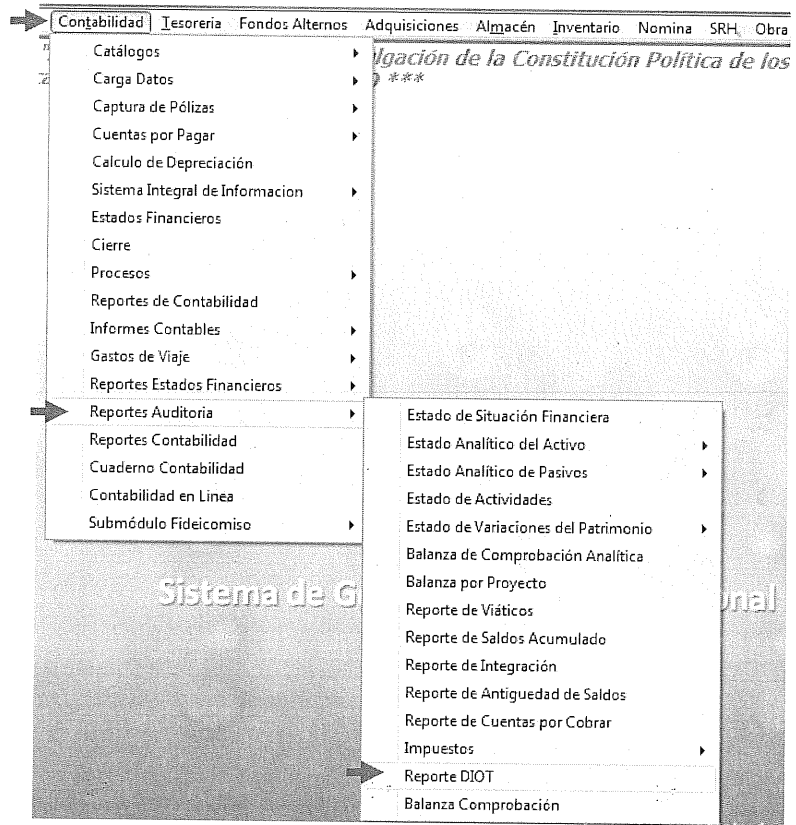 Contabilidad Tesoreria Fondos Alternos Adquisiciones Almacén Inventario Nomina SRH Obra
lgación de la Constitución Política de los
***
Catálogos
Carga Datos
Captura de Pólizas
Cuentas por Pagar
Calculo de Depreciación
Sistema Integral de Informacion
Estados Financieros
Cierre
Procesos
Reportes de Contabilidad
Informes Contables
Gastos de Viaje
Reportes Estados Financieros
Reportes Auditoria
Reportes Contabilidad
Cuaderno Contabilidad
Contabilidad en Linea
Submódulo Fideicomiso
Estado de Situación Financiera
Estado Analítico del Activo
Estado Analítico de Pasivos
Estado de Actividades
Estado de Variaciones del Patrimonio
Balanza de Comprobación Analítica
Balanza por Proyecto
Reporte de Viáticos
Reporte de Saldos Acumulado
Reporte de Integración
Reporte de Antiguedad de Saldos
Reporte de Cuentas por Cobrar
Impuestos
Reporte DIOT
Balanza Comprobación
Sistema de G
onal